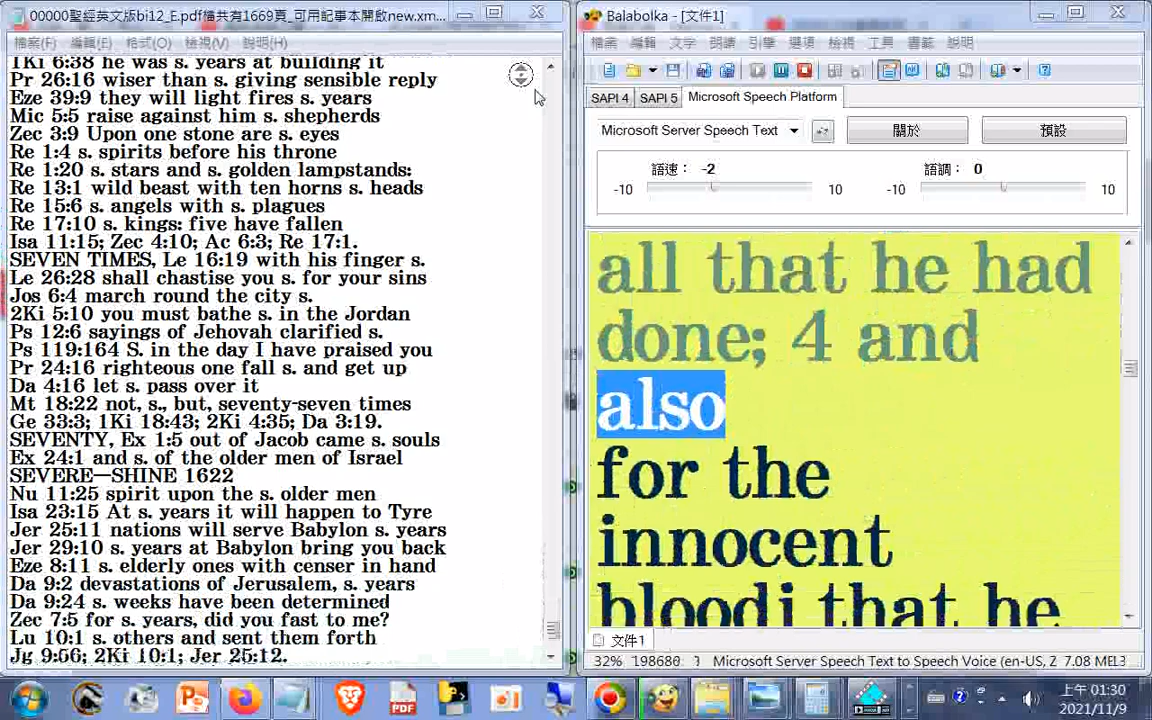 00000聖經英文版bi12_E.pdf檔共有1669頁_可用記事本開啟new.xm...
檔案(F) 編輯(E) 格式(O) 檢視(V) 說明(H)
1Ki 6:38 he was s. years at building it
Pr 26:16 wiser than s. giving sensible reply
Eze 39:9 they will light fires s. years
Mic 5:5 raise against him s. shepherds
Zec 3:9 Upon one stone are s. eyes
Re 1:4 s. spirits before his throne
Re 1:20 s. stars and s. golden lampstands:
Re 13:1 wild beast with ten horns s. heads
Re 15:6 s. angels with s. plagues
Re 17:10 s. kings: five have fallen
Isa 11:15; Zec 4:10; Ac 6:3; Re 17:1.
SEVEN TIMES, Le 16:19 with his finger s.
Le 26:28 shall chastise you s. for your sins
Jos 6:4 march round the city s.
2Ki 5:10 you must bathe s. in the Jordan
Ps 12:6 sayings of Jehovah clarified s.
Ps 119:164 S. in the day I have praised you
Pr 24:16 righteous one fall s. and get up
Da 4:16 let s. pass over it
Mt 18:22 not, s., but, seventy-seven times
Ge 33:3; 1Ki 18:43; 2Ki 4:35; Da 3:19.
SEVENTY, Ex 1:5 out of Jacob came s. souls
Ex 24:1 and s. of the older men of Israel
SEVERE—SHINE 1622
Nu 11:25 spirit upon the s. older men
Isa 23:15 At s. years it will happen to Tyre
Jer 25:11 nations will serve Babylon s. years
Jer 29:10 s. years at Babylon bring you back
Eze 8:11 s. elderly ones with censer in hand
Da 9:2 devastations of Jerusalem, s. years
Da 9:24 s. weeks have been determined
Zec 7:5 for s. years, did you fast to me?
Lu 10:1 s. others and sent them forth
Jg 9:56; 2Ki 10:1; Jer 25:12.
Balabolka - [文件1]
檔案 編輯 文字 朗讀 引擎 選項 檢視 工具 書籤 說明
SAPI 4 SAPI 5 Microsoft Speech Platform
Microsoft Server Speech Text 關於 預設
語速: -2 語調: 0
-10 10 -10 10
all that he had
done; 4 and
also
for the
innocent
bloodi that he
文件1
32% 198686 Microsoft Server Speech Text to Speech Voice (en-US, 2 7.08 MEL3
上午 01:30
2021/11/9